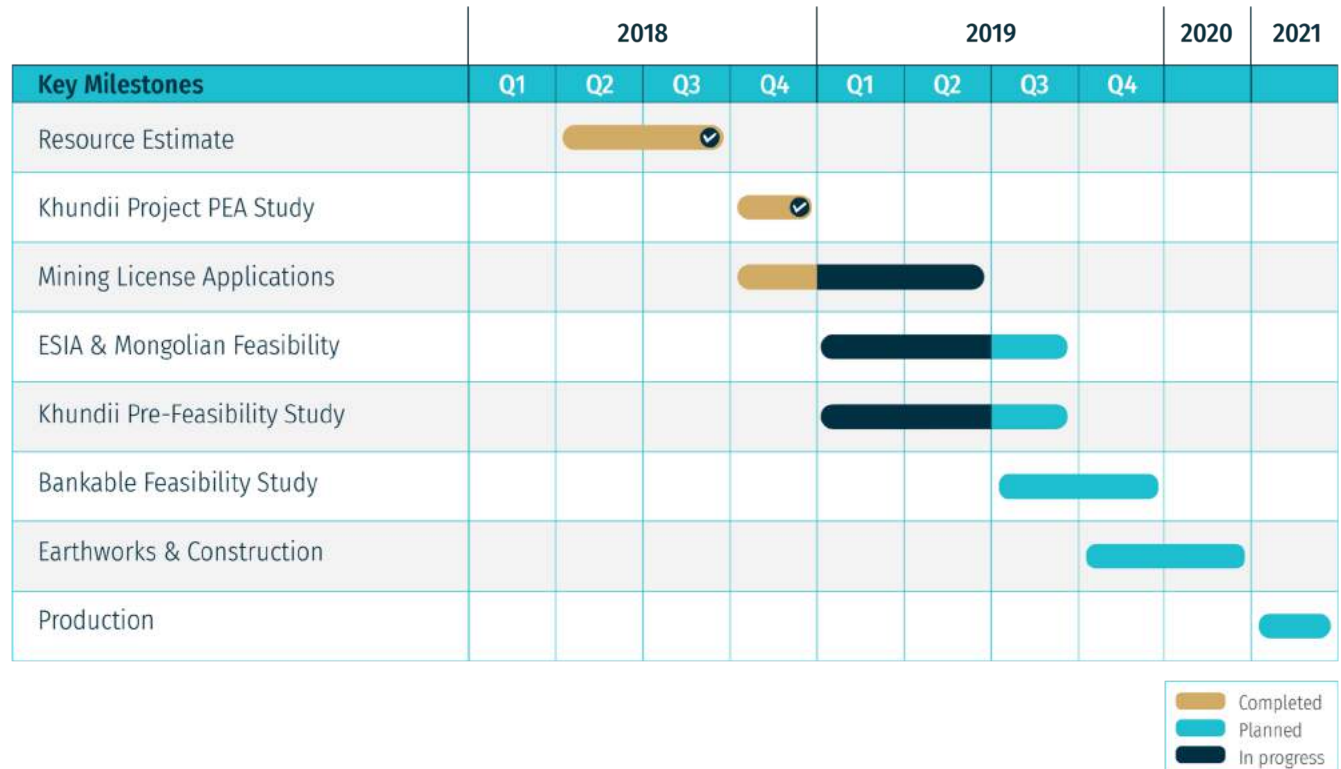 2018 2019 2020 2021
Key Milestones Q1 Q2 Q3 Q4 Q1 Q2 Q3 Q4
Resource Estimate
Khundii Project PEA Study
Mining License Applications
ESIA & Mongolian Feasibility
Khundii Pre-Feasibility Study
Bankable Feasibility Study
Earthworks & Construction
Production
Completed
Planned
In progress